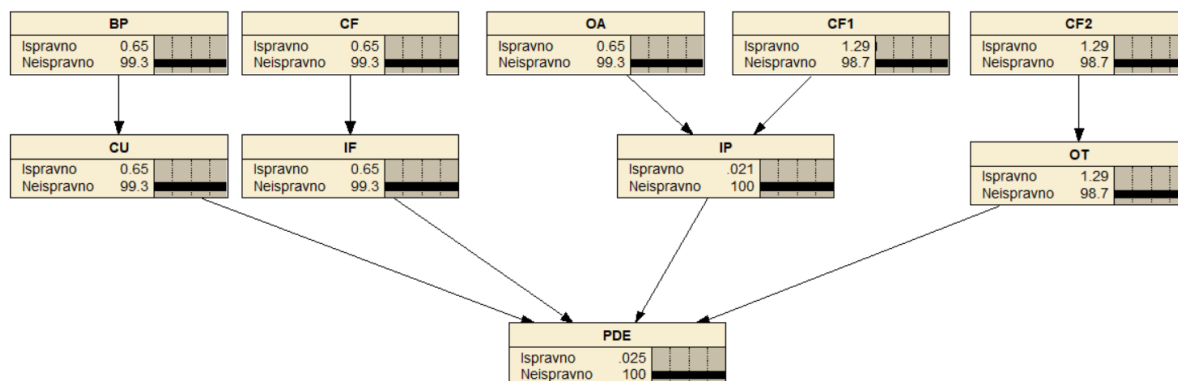 BP
Ispravno 0.65
Neispravno 99.3
CF
Ispravno 0.65
Neispravno 99.3
OA
Ispravno 0.65
Neispravno 99.3
CF1
Ispravno 1.29
Neispravno 98.7
CF2
Ispravno 1.29
Neispravno 98.7
CU
Ispravno 0.65
Neispravno 99.3
IF
Ispravno 0.65
Neispravno 99.3
IP
Ispravno .021
Neispravno 100
OT
Ispravno 1.29
Neispravno 98.7
PDE
Ispravno .025
Neispravno 100